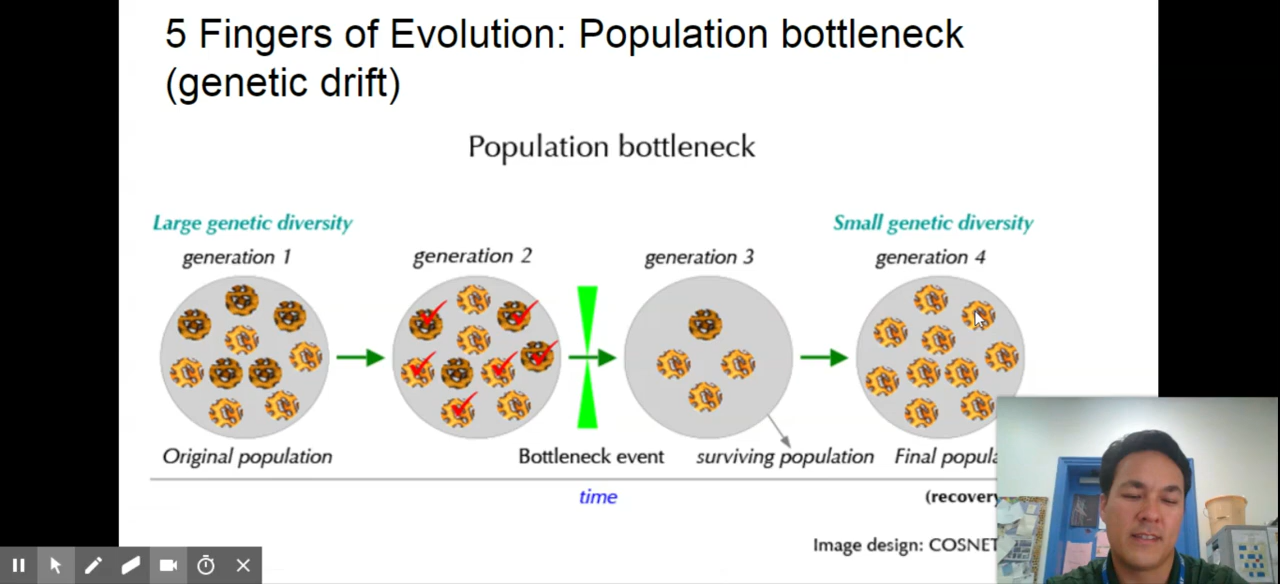 5 Fingers of Evolution: Population bottleneck
(genetic drift)
Population bottleneck
Large genetic diversity
Small genetic diversity
generation 1
generation 2
generation 3
generation 4
Original population
Bottleneck event
surviving population
Final popula
time
(recovery
Image design: COSNET